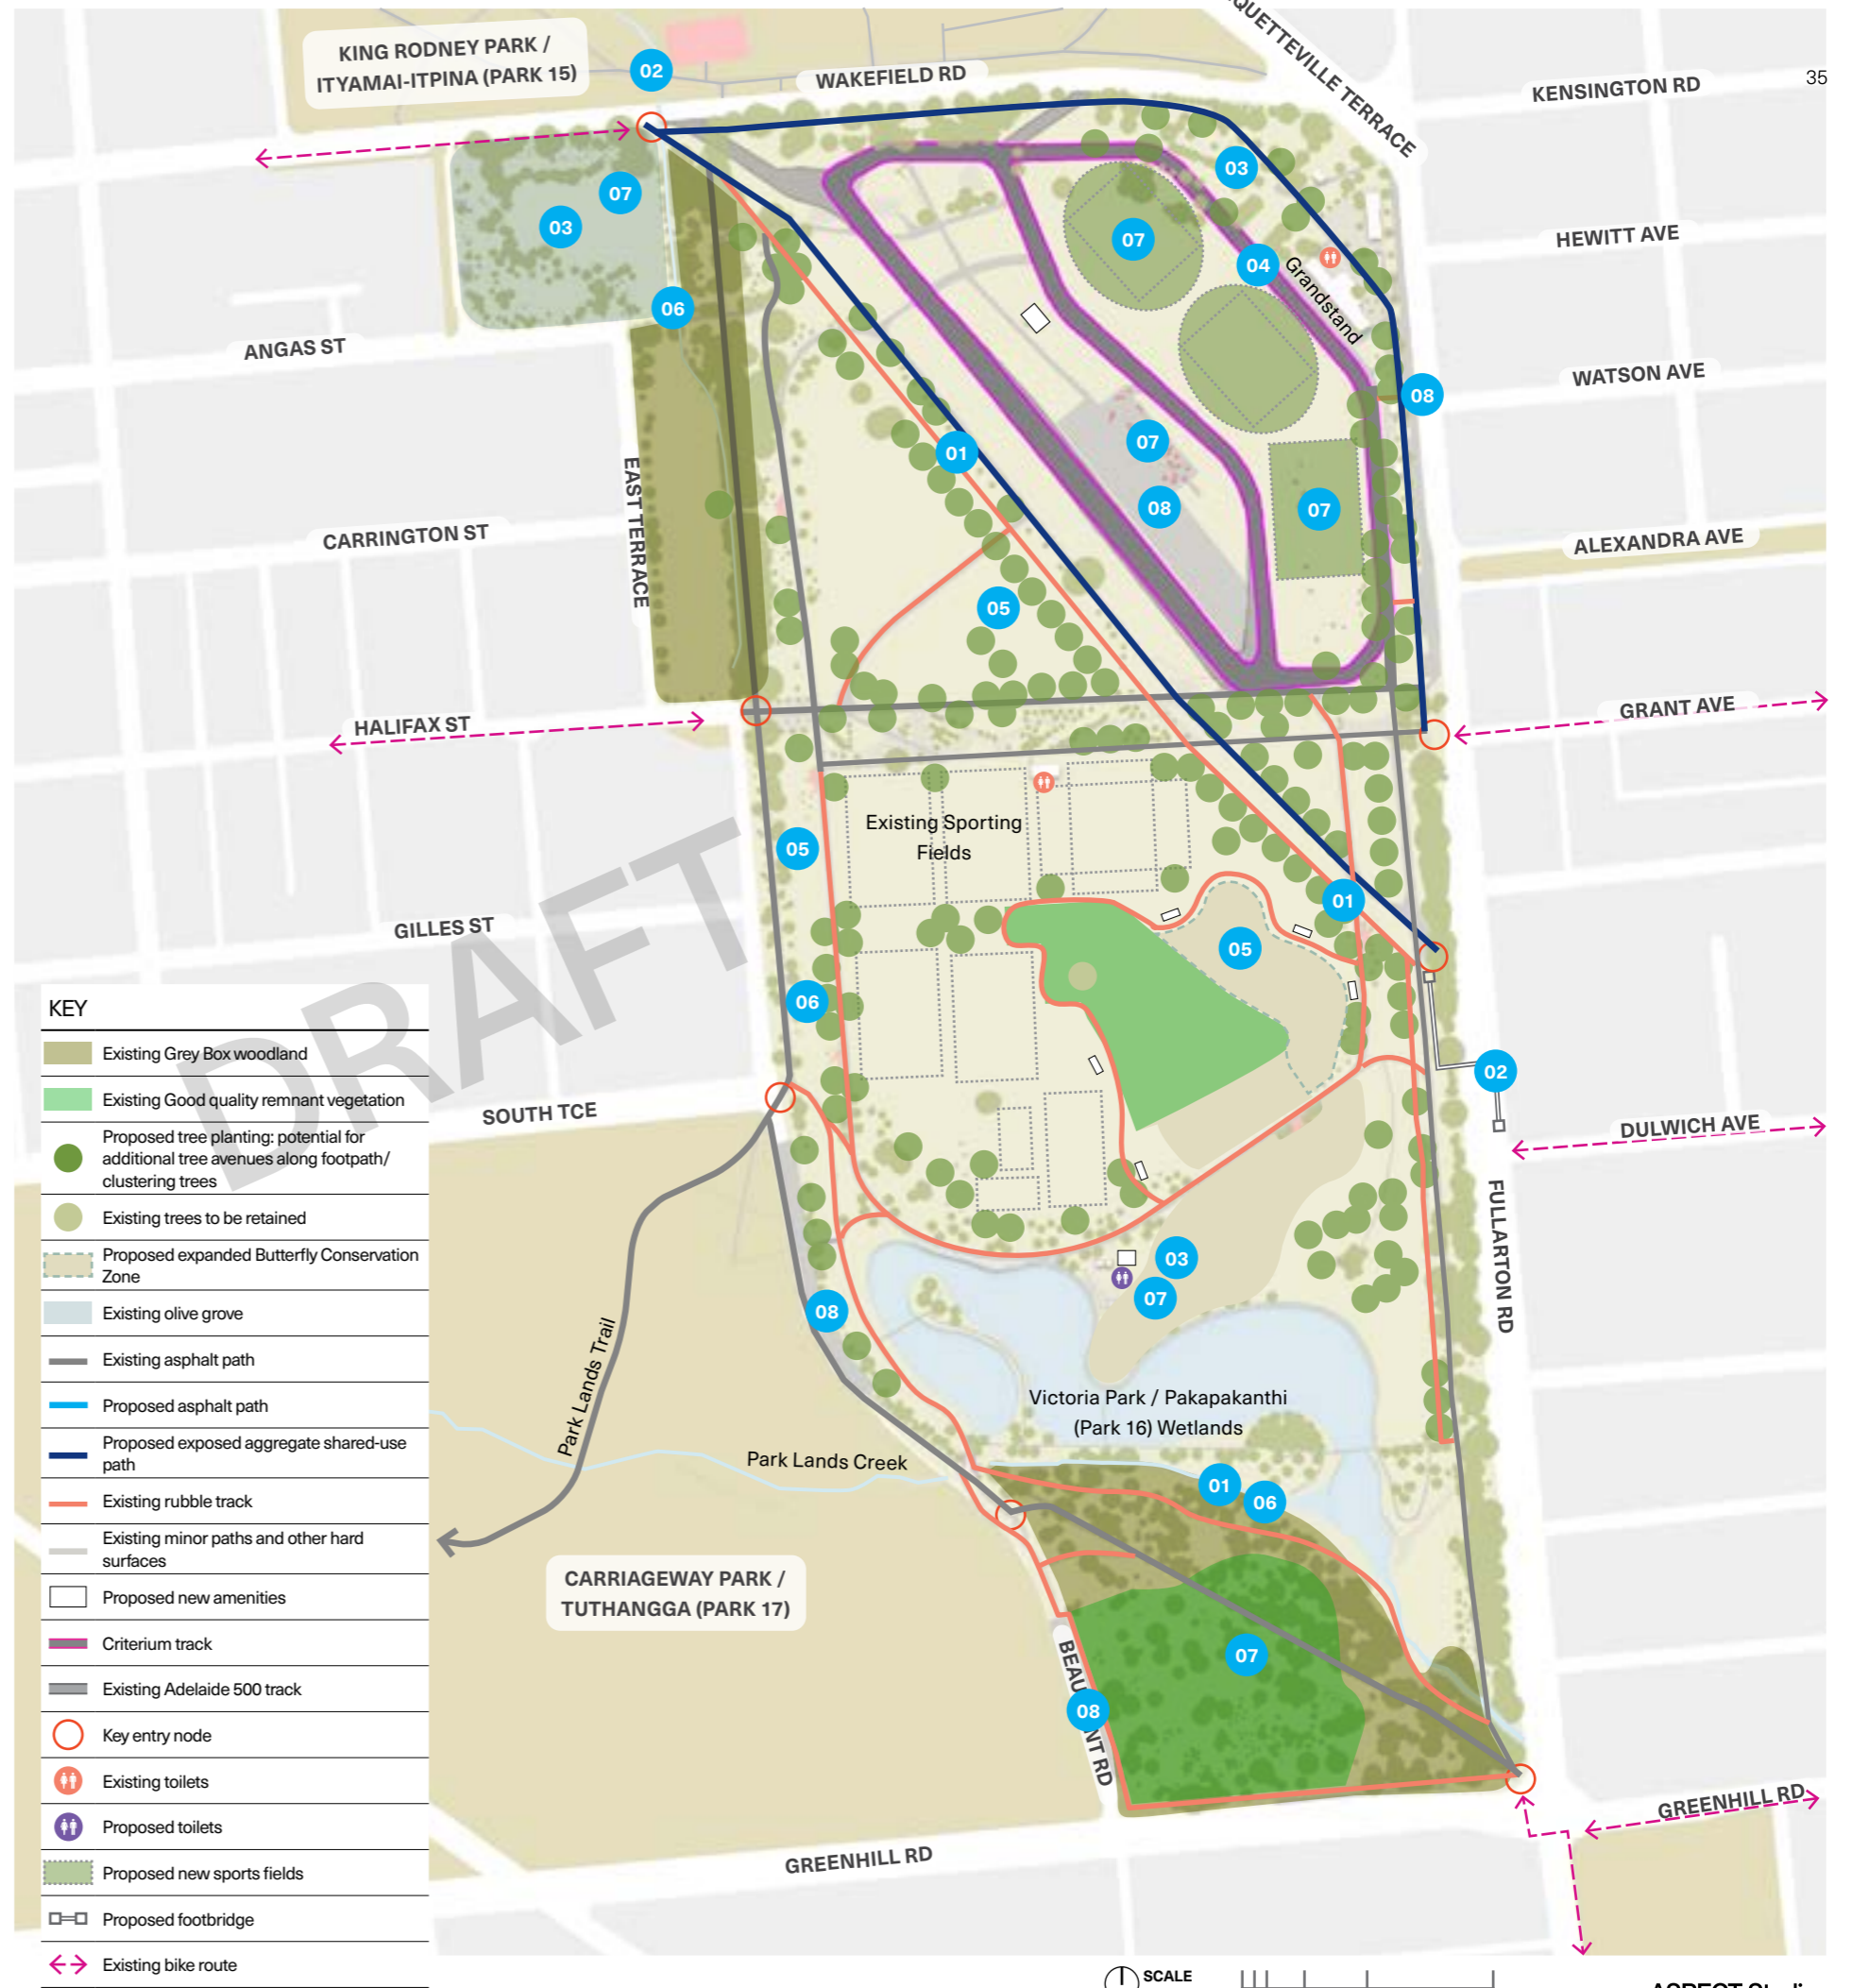 KING RODNEY PARK /
ITYAMAI-ITPINA (PARK 15)
02
WAKEFIELD RD
QUETTEVILLE TERRACE
KENSINGTON RD
35
03
07
03
07
04
Grandstand
HEWITT AVE
06
ANGAS ST
WATSON AVE
08
01
07
08
07
EAST TERRACE
CARRINGTON ST
ALEXANDRA AVE
05
HALIFAX ST
GRANT AVE
Existing Sporting
Fields
05
01
GILLES ST
05
06
DRAFT
02
SOUTH TCE
DULWICH AVE
FULLARTON RD
03
07
08
Park Lands Trail
Victoria Park / Pakapakanthi
(Park 16) Wetlands
Park Lands Creek
01
06
CARRIAGEWAY PARK /
TUTHANGGA (PARK 17)
07
08
BEAU NT RD
GREENHILL RD
GREENHILL RD
KEY
Existing Grey Box woodland
Existing Good quality remnant vegetation
Proposed tree planting: potential for
additional tree avenues along footpath/
clustering trees
Existing trees to be retained
Proposed expanded Butterfly Conservation
Zone
Existing olive grove
Existing asphalt path
Proposed asphalt path
Proposed exposed aggregate shared-use
path
Existing rubble track
Existing minor paths and other hard
surfaces
Proposed new amenities
Criterium track
Existing Adelaide 500 track
Key entry node
Existing toilets
Proposed toilets
Proposed new sports fields
Proposed footbridge
Existing bike route
SCALE